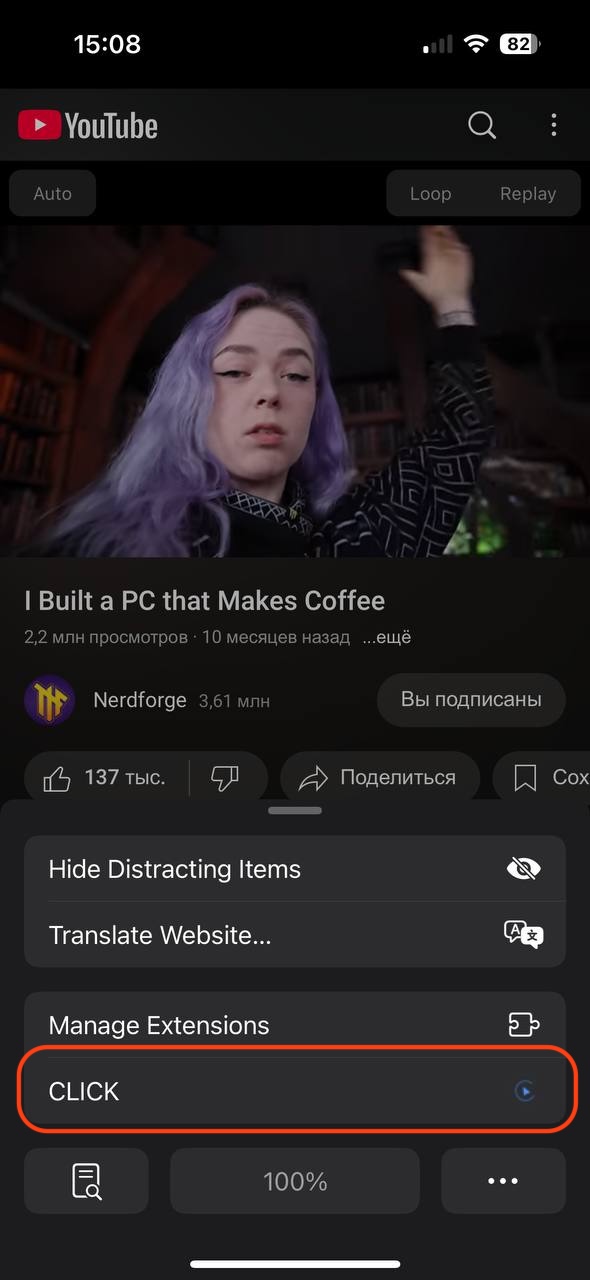 15:08
82
YouTube
Auto
Loop Replay
I Built a PC that Makes Coffee
2,2 млн просмотров · 10 месяцев назад ...ещё
Nerdforge 3,61 млн
Вы подписаны
137 тыс.
Поделиться
Сох
Hide Distracting Items
Translate Website...
Manage Extensions
CLICK
100%